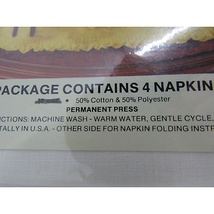 PACKAGE CONTAINS 4 NAPKIN
• 50% Cotton & 50% Polyester
PERMANENT PRESS
CTIONS: MACHINE WASH - WARM WATER, GENTLE CYCLE,
TALLY IN U.S.A. - OTHER SIDE FOR NAPKIN FOLDING INSTR